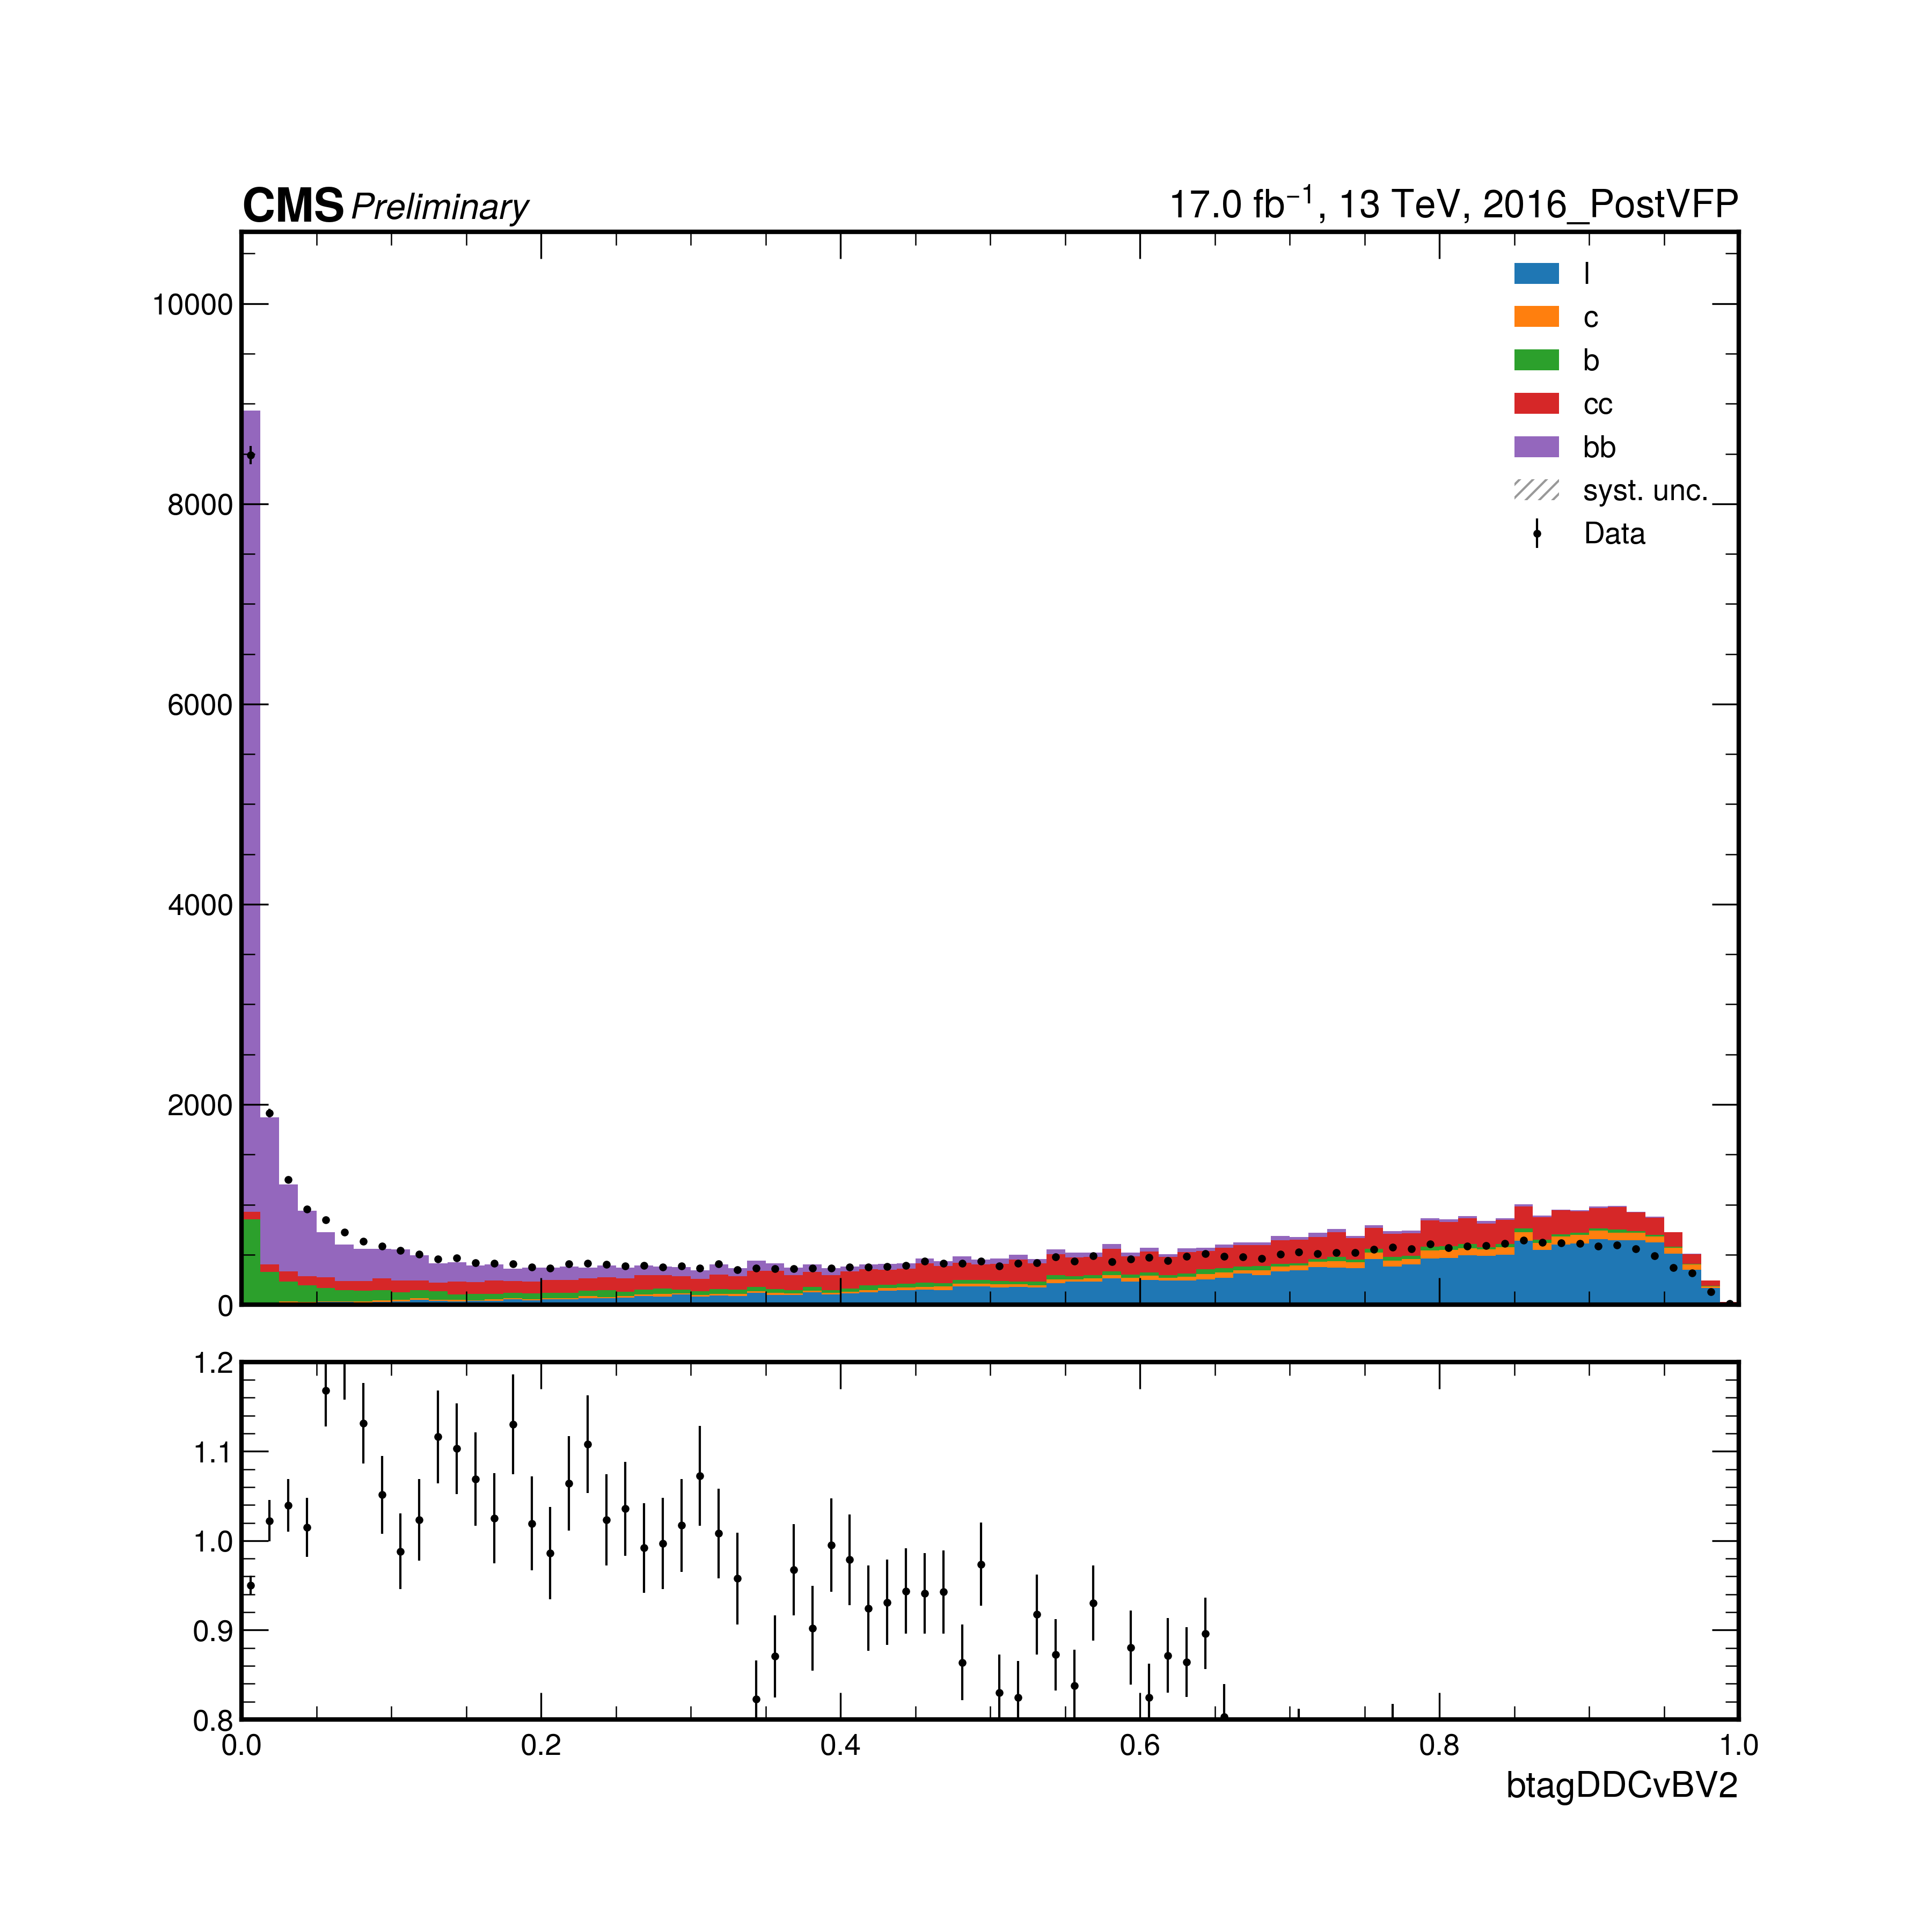 CMS Preliminary
17.0 fb⁻¹, 13 TeV, 2016_PostVFP
l
c
b
cc
bb
syst. unc.
Data
10000
8000
6000
4000
2000
0
1.2
1.1
1.0
0.9
0.8
0.0 0.2 0.4 0.6 0.8 1.0
btagDDCvBV2